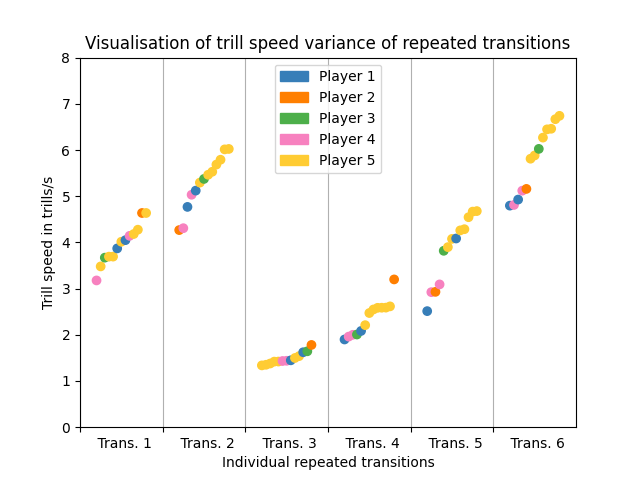 Visualisation of trill speed variance of repeated transitions
Trill speed in trills/s
8
7
6
5
4
3
2
1
0
Player 1
Player 2
Player 3
Player 4
Player 5
Trans. 1 Trans. 2 Trans. 3 Trans. 4 Trans. 5 Trans. 6
Individual repeated transitions